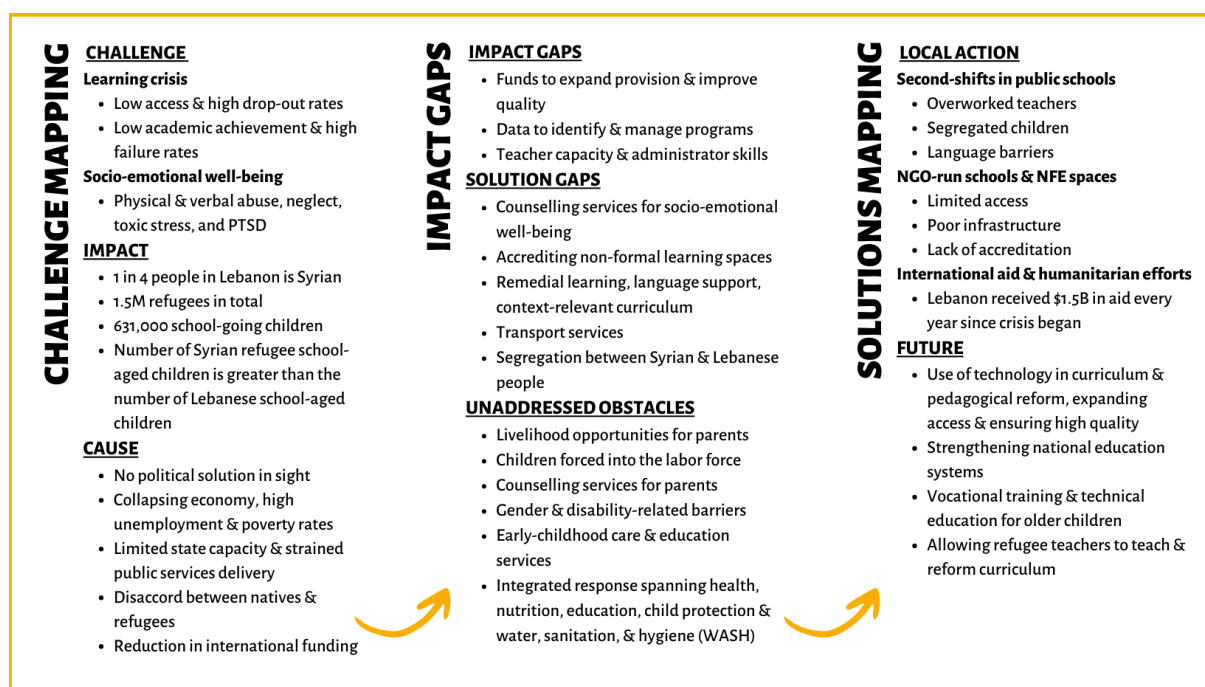 CHALLENGE MAPPING
CHALLENGE
Learning crisis
• Low access & high drop-out rates
• Low academic achievement & high
failure rates
Socio-emotional well-being
• Physical & verbal abuse, neglect,
toxic stress, and PTSD
IMPACT
• 1 in 4 people in Lebanon is Syrian
• 1.5M refugees in total
• 631,000 school-going children
• Number of Syrian refugee school-
aged children is greater than the
number of Lebanese school-aged
children
CAUSE
• No political solution in sight
• Collapsing economy, high
unemployment & poverty rates
• Limited state capacity & strained
public services delivery
• Disaccord between natives &
refugees
• Reduction in international funding
IMPACT GAPS
IMPACT GAPS
• Funds to expand provision & improve
quality
• Data to identify & manage programs
• Teacher capacity & administrator skills
SOLUTION GAPS
• Counselling services for socio-emotional
well-being
• Accrediting non-formal learning spaces
• Remedial learning, language support,
context-relevant curriculum
• Transport services
• Segregation between Syrian & Lebanese
people
UNADDRESSED OBSTACLES
• Livelihood opportunities for parents
• Children forced into the labor force
• Counselling services for parents
• Gender & disability-related barriers
• Early-childhood care & education
services
• Integrated response spanning health,
nutrition, education, child protection &
water, sanitation, & hygiene (WASH)
SOLUTIONS MAPPING
LOCAL ACTION
Second-shifts in public schools
• Overworked teachers
• Segregated children
• Language barriers
NGO-run schools & NFE spaces
• Limited access
• Poor infrastructure
• Lack of accreditation
International aid & humanitarian efforts
• Lebanon received $1.5B in aid every
year since crisis began
FUTURE
• Use of technology in curriculum &
pedagogical reform, expanding
access & ensuring high quality
• Strengthening national education
systems
• Vocational training & technical
education for older children
• Allowing refugee teachers to teach &
reform curriculum